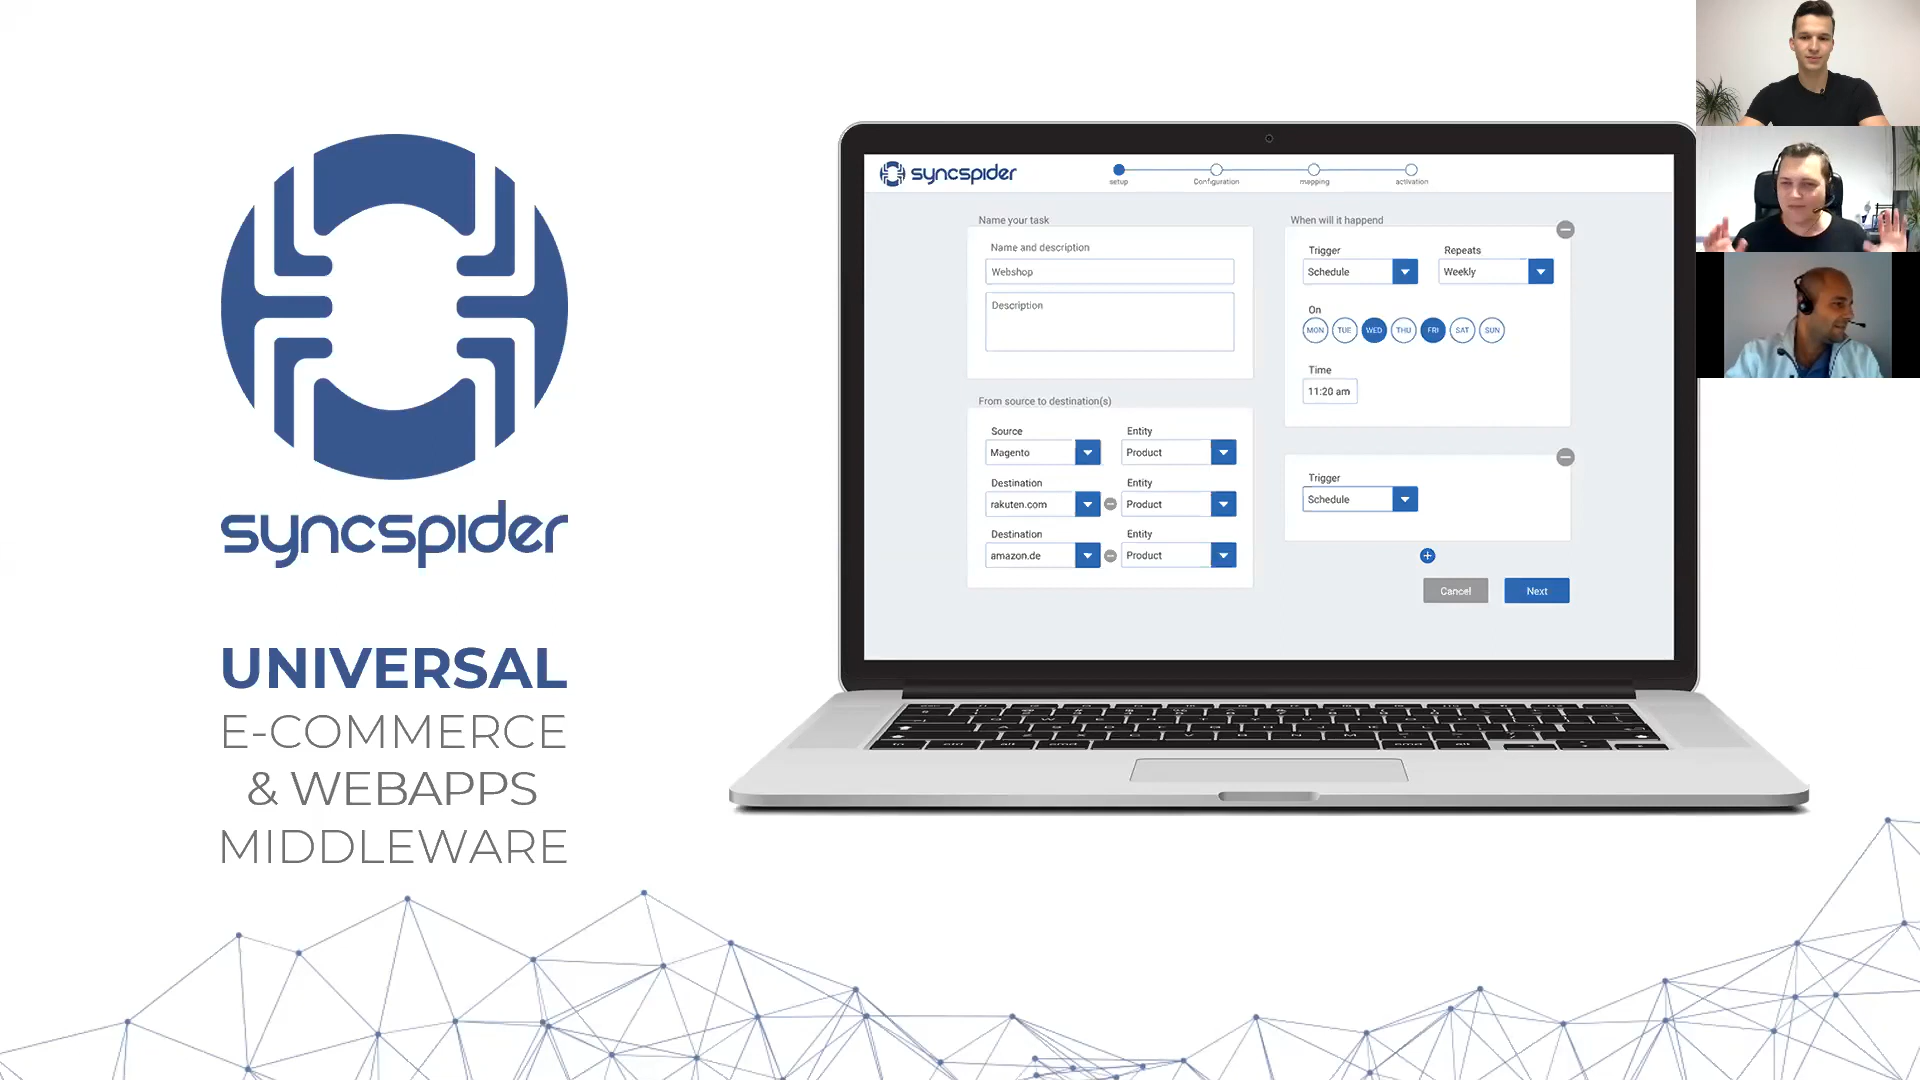 syncspider
UNIVERSAL
E-COMMERCE
& WEBAPPS
MIDDLEWARE
syncspider
setup
Configuration
mapping
activation
Name your task
Name and description
Webshop
Description
From source to destination(s)
Source
Entity
Magento
Product
Destination
Entity
rakuten.com
Product
Destination
Entity
amazon.de
Product
When will it happend
Trigger
Repeats
Schedule
Weekly
On
MON TUE WED THU FRI SAT SUN
Time
11:20 am
Trigger
Schedule
Cancel
Next